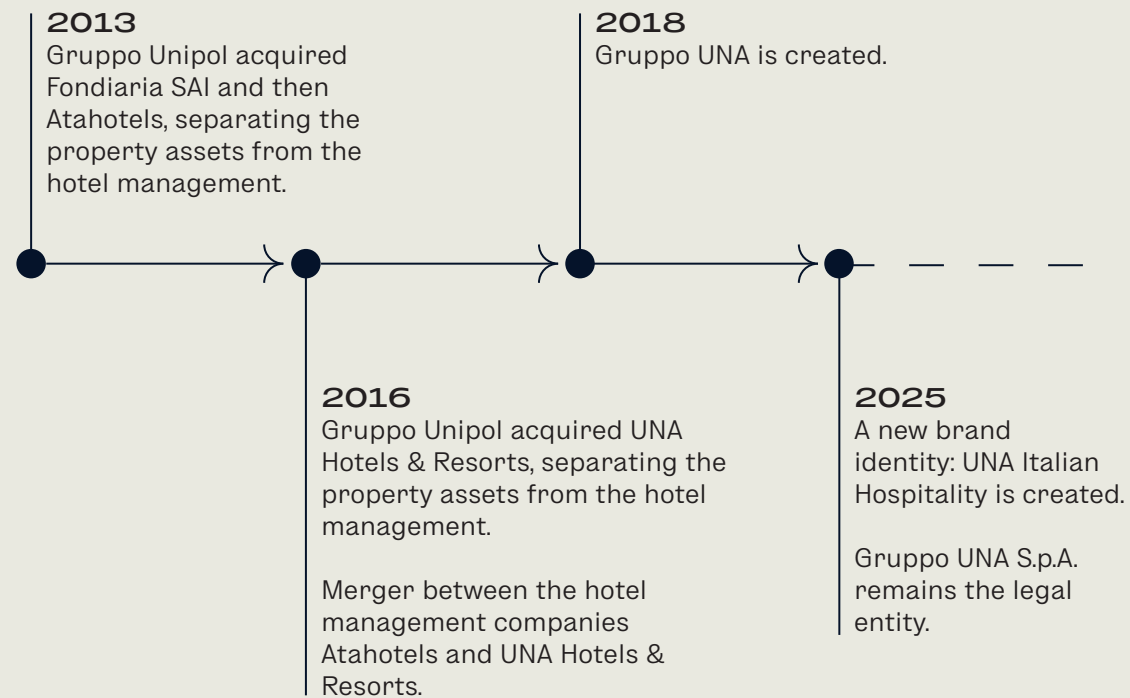 2013
Gruppo Unipol acquired
Fondiaria SAI and then
Atahotels, separating the
property assets from the
hotel management.
2016
Gruppo Unipol acquired UNA
Hotels & Resorts, separating the
property assets from the hotel
management.
Merger between the hotel
management companies
Atahotels and UNA Hotels &
Resorts.
2018
Gruppo UNA is created.
2025
A new brand
identity: UNA Italian
Hospitality is created.
Gruppo UNA S.p.A.
remains the legal
entity.